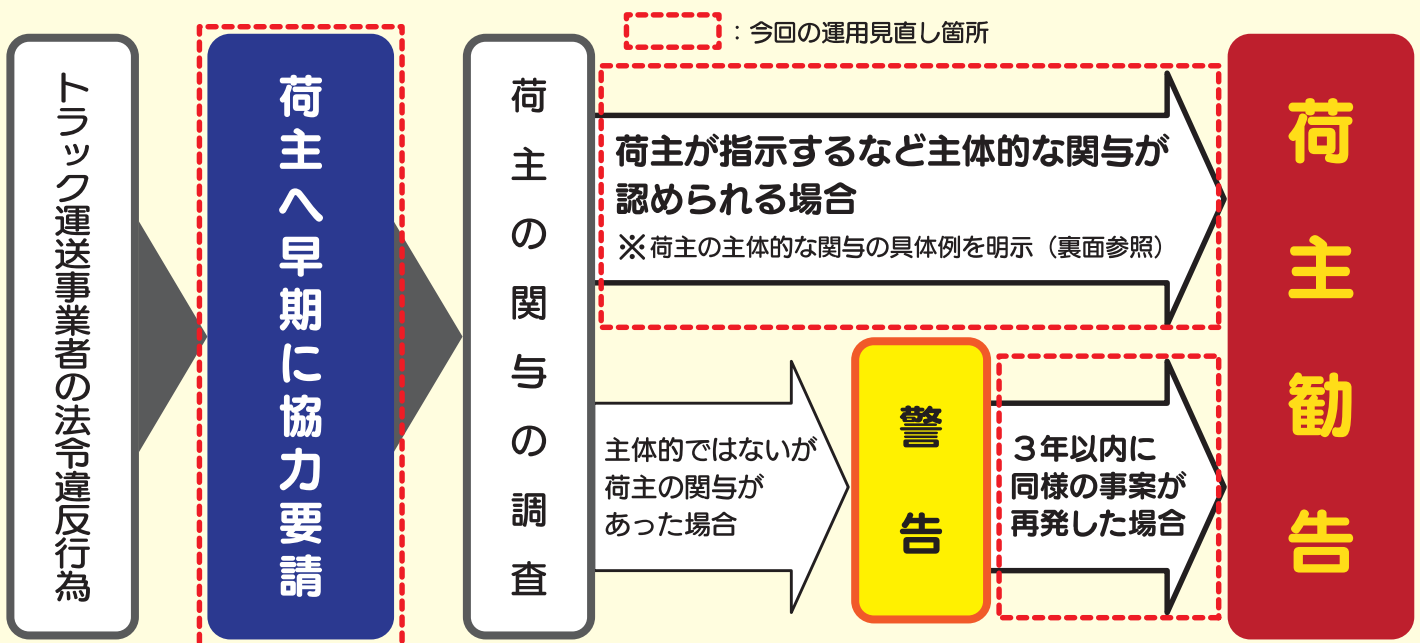 ：今回の運用見直し箇所
トラック運送事業者の法令違反行為
荷主へ早期に協力要請
荷主の関与の調査
荷主が指示するなど主体的な関与が
認められる場合
※荷主の主体的な関与の具体例を明示（裏面参照）
主体的ではないが
荷主の関与が
あった場合
警告
３年以内に
同様の事案が
再発した場合
荷主勧告